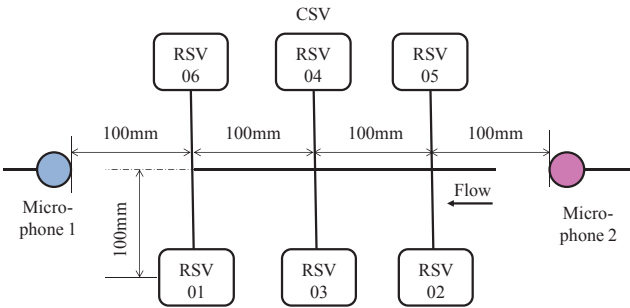 CSV
RSV
06
RSV
04
RSV
05
100mm
100mm
100mm
100mm
Micro-
phone 1
100mm
Flow
Micro-
phone 2
RSV
01
RSV
03
RSV
02